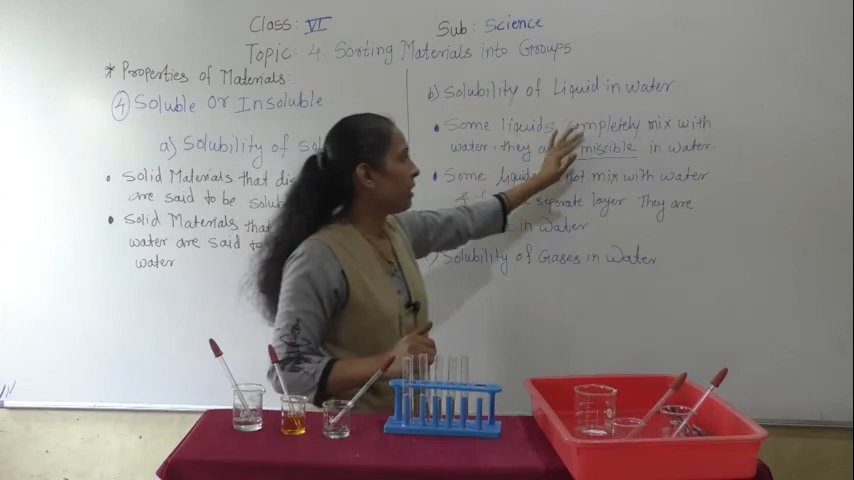 Class: VI
Sub: Science
Topic: 4. Sorting Materials into Groups
* Properties of Materials:
④ Soluble or Insoluble
a) Solubility of
• Solid Materials that
are said to be
• Solid Materials that
water are said to
water
b) Solubility of Liquid in water
• Some liquids completely mix with
water. they miscible in water.
• Some not mix with water
& separate layer. They are
in water
Solubility of Gases in Water